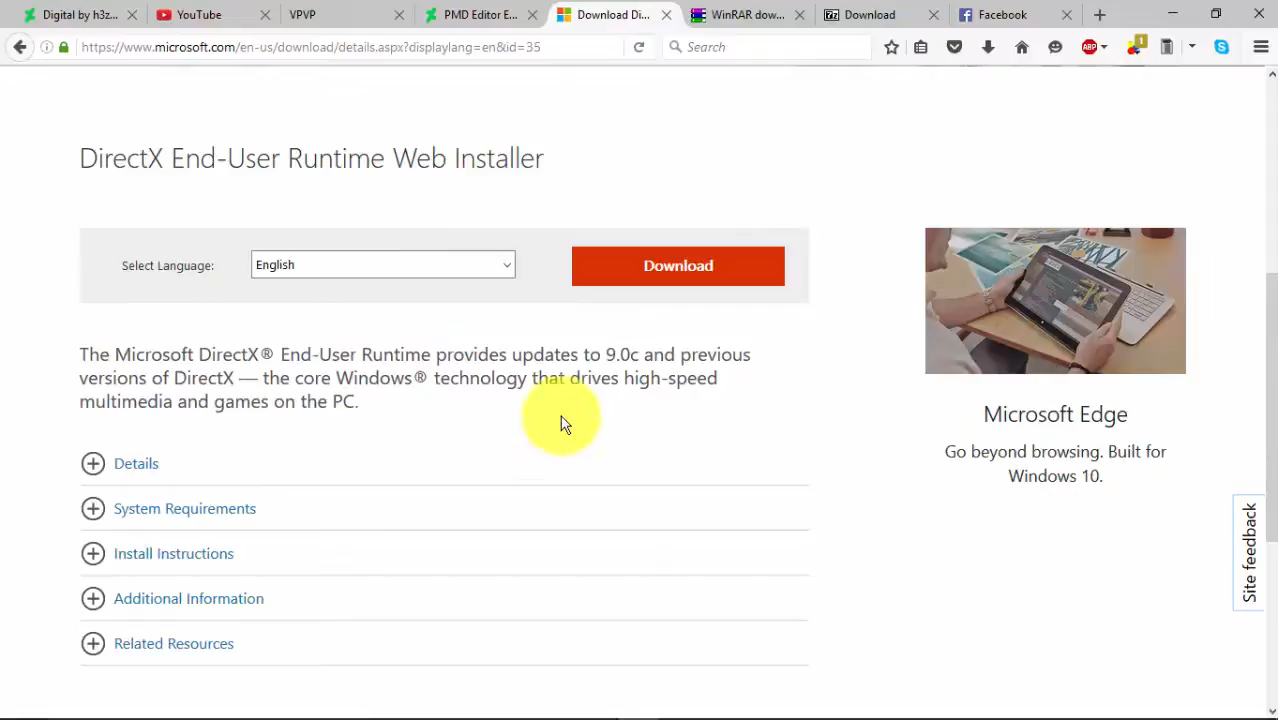 Digital by h3z...
YouTube
VPVP
PMD Editor E...
Download Di...
WinRAR dow...
Download
Facebook
https://www.microsoft.com/en-us/download/details.aspx?displaylang=en&id=35
Search
ABP
1
DirectX End-User Runtime Web Installer
Select Language:
English
Download
The Microsoft DirectX® End-User Runtime provides updates to 9.0c and previous
versions of DirectX — the core Windows® technology that drives high-speed
multimedia and games on the PC.
Microsoft Edge
Go beyond browsing. Built for
Windows 10.
Details
System Requirements
Install Instructions
Additional Information
Related Resources
Site feedback